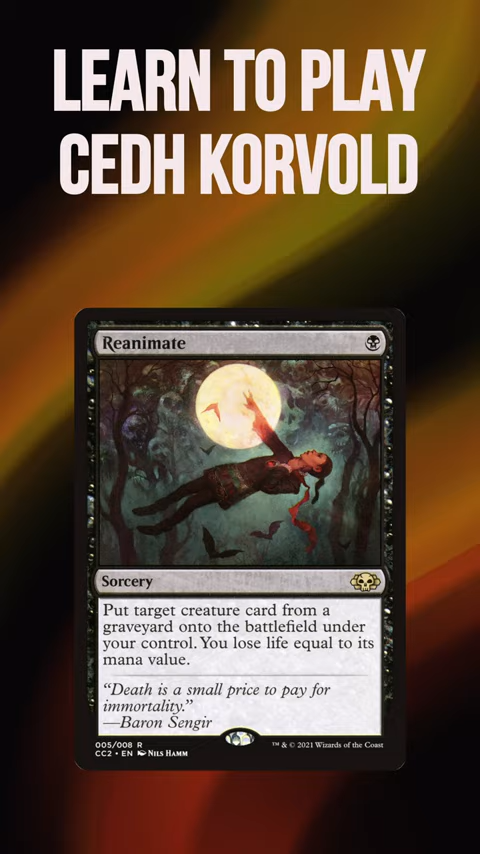 LEARN TO PLAY
CEDH KORVOLD
Reanimate
Sorcery
Put target creature card from a
graveyard onto the battlefield under
your control. You lose life equal to its
mana value.
“Death is a small price to pay for
immortality.”
—Baron Sengir
005/008 R
CC2 • EN NILS HAMM
™ & © 2021 Wizards of the Coast